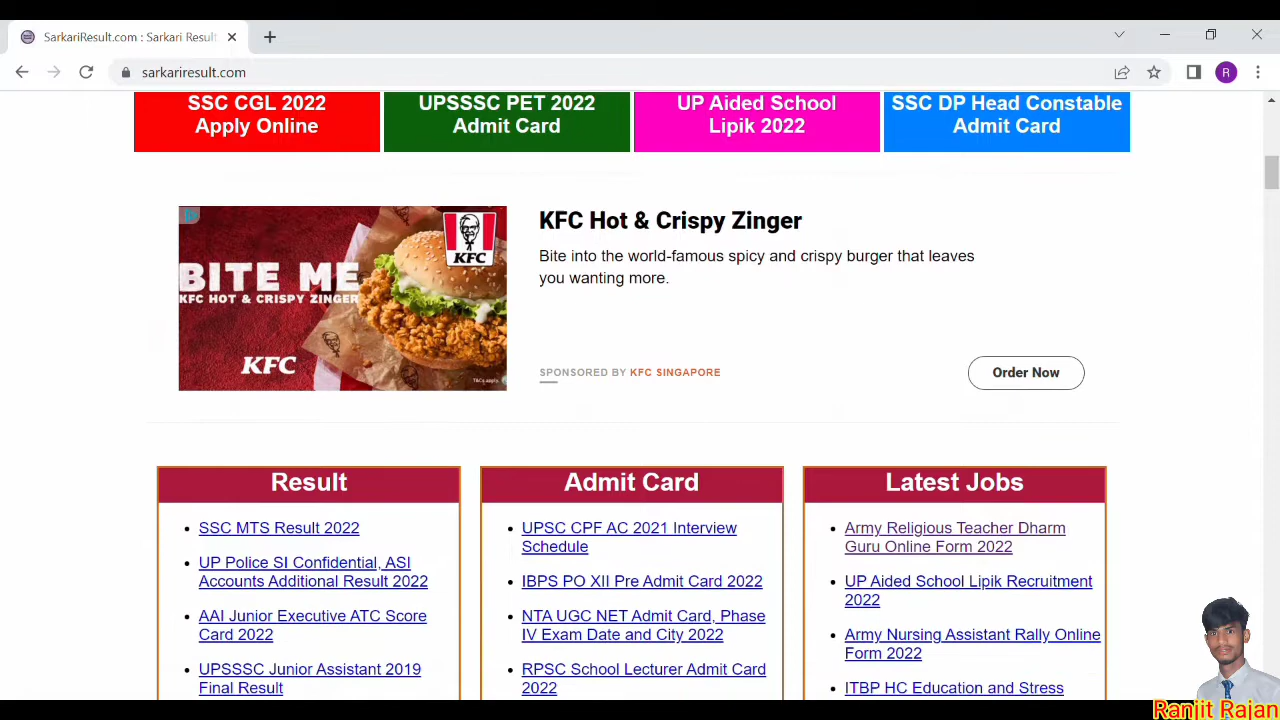 SarkariResult.com : Sarkari Result
sarkariresult.com
R
SSC CGL 2022
Apply Online
UPSSSC PET 2022
Admit Card
UP Aided School
Lipik 2022
SSC DP Head Constable
Admit Card
BITE ME
KFC HOT & CRISPY ZINGER
KFC
KFC
T&Cs apply.
KFC Hot & Crispy Zinger
Bite into the world-famous spicy and crispy burger that leaves
you wanting more.
SPONSORED BY KFC SINGAPORE
Order Now
Result
SSC MTS Result 2022
UP Police SI Confidential, ASI
Accounts Additional Result 2022
AAI Junior Executive ATC Score
Card 2022
UPSSSC Junior Assistant 2019
Final Result
Admit Card
UPSC CPF AC 2021 Interview
Schedule
IBPS PO XII Pre Admit Card 2022
NTA UGC NET Admit Card, Phase
IV Exam Date and City 2022
RPSC School Lecturer Admit Card
2022
Latest Jobs
Army Religious Teacher Dharm
Guru Online Form 2022
UP Aided School Lipik Recruitment
2022
Army Nursing Assistant Rally Online
Form 2022
ITBP HC Education and Stress
Ranjit Rajan